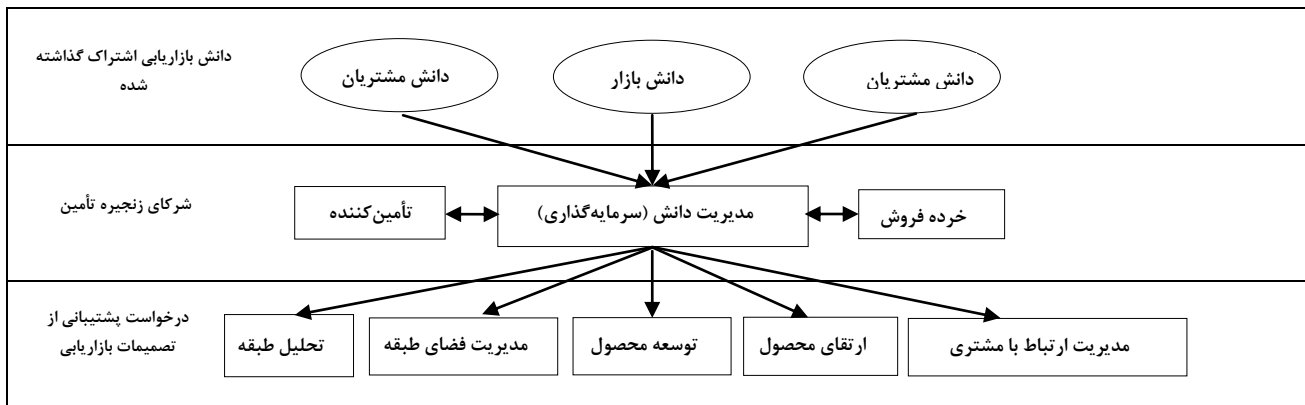 دانش بازاریابی اشتراک گذاشته
شده
دانش مشتریان
دانش بازار
دانش مشتریان
شرکای زنجیره تأمین
خرده فروش
مدیریت دانش (سرمایه‌گذاری)
تأمین‌کننده
درخواست پشتیبانی از
تصمیمات بازاریابی
مدیریت ارتباط با مشتری
ارتقای محصول
توسعه محصول
مدیریت فضای طبقه
تحلیل طبقه